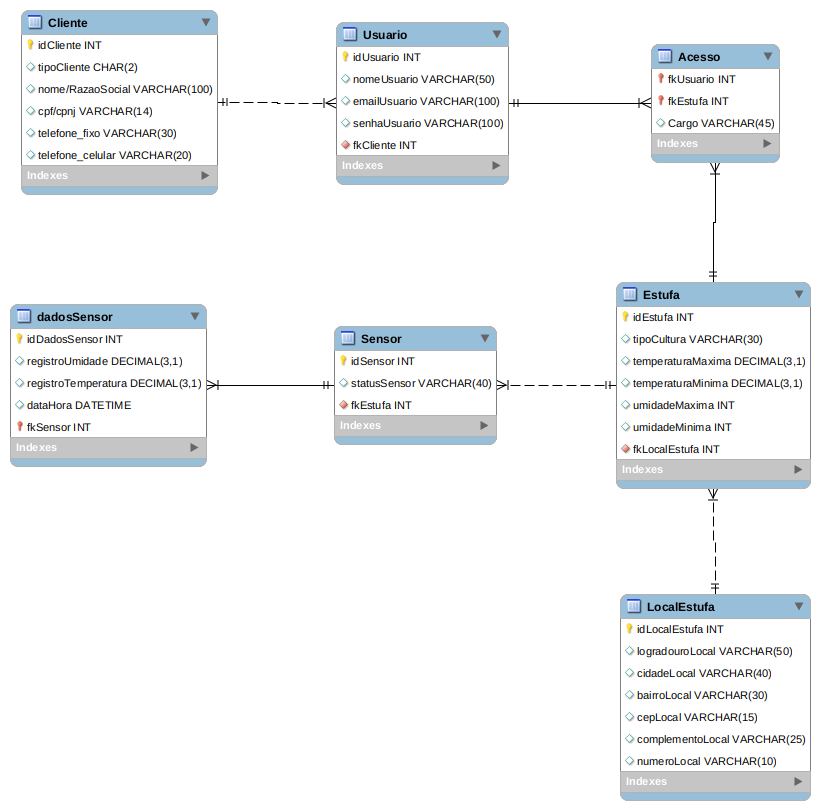 Cliente
idCliente INT
tipoCliente CHAR(2)
nome/RazaoSocial VARCHAR(100)
cpf/cpnj VARCHAR(14)
telefone_fixo VARCHAR(30)
telefone_celular VARCHAR(20)
Indexes
Usuario
idUsuario INT
nomeUsuario VARCHAR(50)
emailUsuario VARCHAR(100)
senhaUsuario VARCHAR(100)
fkCliente INT
Indexes
Acesso
fkUsuario INT
fkEstufa INT
Cargo VARCHAR(45)
Indexes
dadosSensor
idDadosSensor INT
registroUmidade DECIMAL(3,1)
registroTemperatura DECIMAL(3,1)
dataHora DATETIME
fkSensor INT
Indexes
Sensor
idSensor INT
statusSensor VARCHAR(40)
fkEstufa INT
Indexes
Estufa
idEstufa INT
tipoCultura VARCHAR(30)
temperaturaMaxima DECIMAL(3,1)
temperaturaMinima DECIMAL(3,1)
umidadeMaxima INT
umidadeMinima INT
fkLocalEstufa INT
Indexes
LocalEstufa
idLocalEstufa INT
logradouroLocal VARCHAR(50)
cidadeLocal VARCHAR(40)
bairroLocal VARCHAR(30)
cepLocal VARCHAR(15)
complementoLocal VARCHAR(25)
numeroLocal VARCHAR(10)
Indexes